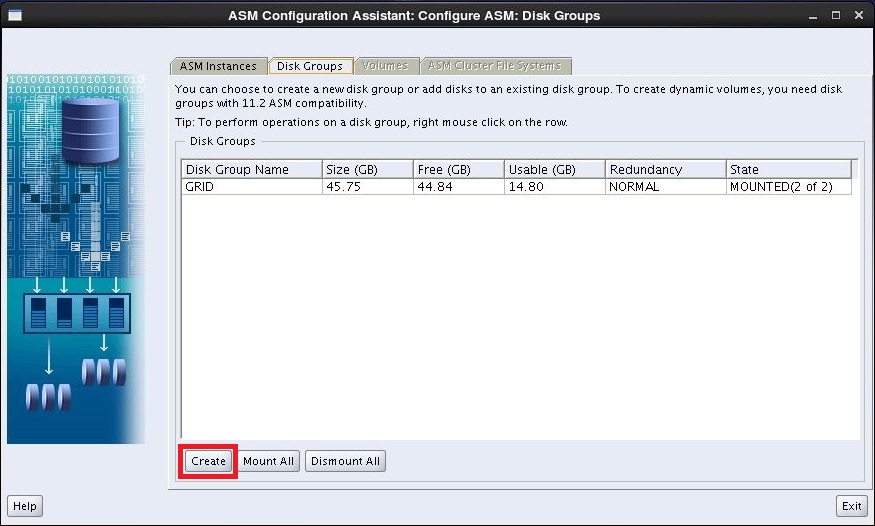 ASM Configuration Assistant: Configure ASM: Disk Groups
ASM Instances Disk Groups Volumes ASM Cluster File Systems
You can choose to create a new disk group or add disks to an existing disk group. To create dynamic volumes, you need disk
groups with 11.2 ASM compatibility.
Tip: To perform operations on a disk group, right mouse click on the row.
Disk Groups
Disk Group Name Size (GB) Free (GB) Usable (GB) Redundancy State
GRID 45.75 44.84 14.80 NORMAL MOUNTED(2 of 2)
Create Mount All Dismount All
Help Exit